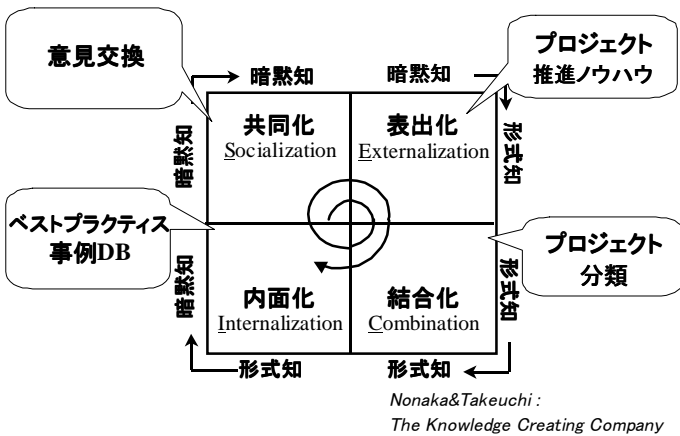 意見交換
プロジェクト
推進ノウハウ
暗黙知
暗黙知
暗黙知
形式知
共同化
Socialization
表出化
Externalization
ベストプラクティス
事例DB
プロジェクト
分類
暗黙知
形式知
内面化
Internalization
結合化
Combination
形式知
形式知
Nonaka&Takeuchi :
The Knowledge Creating Company